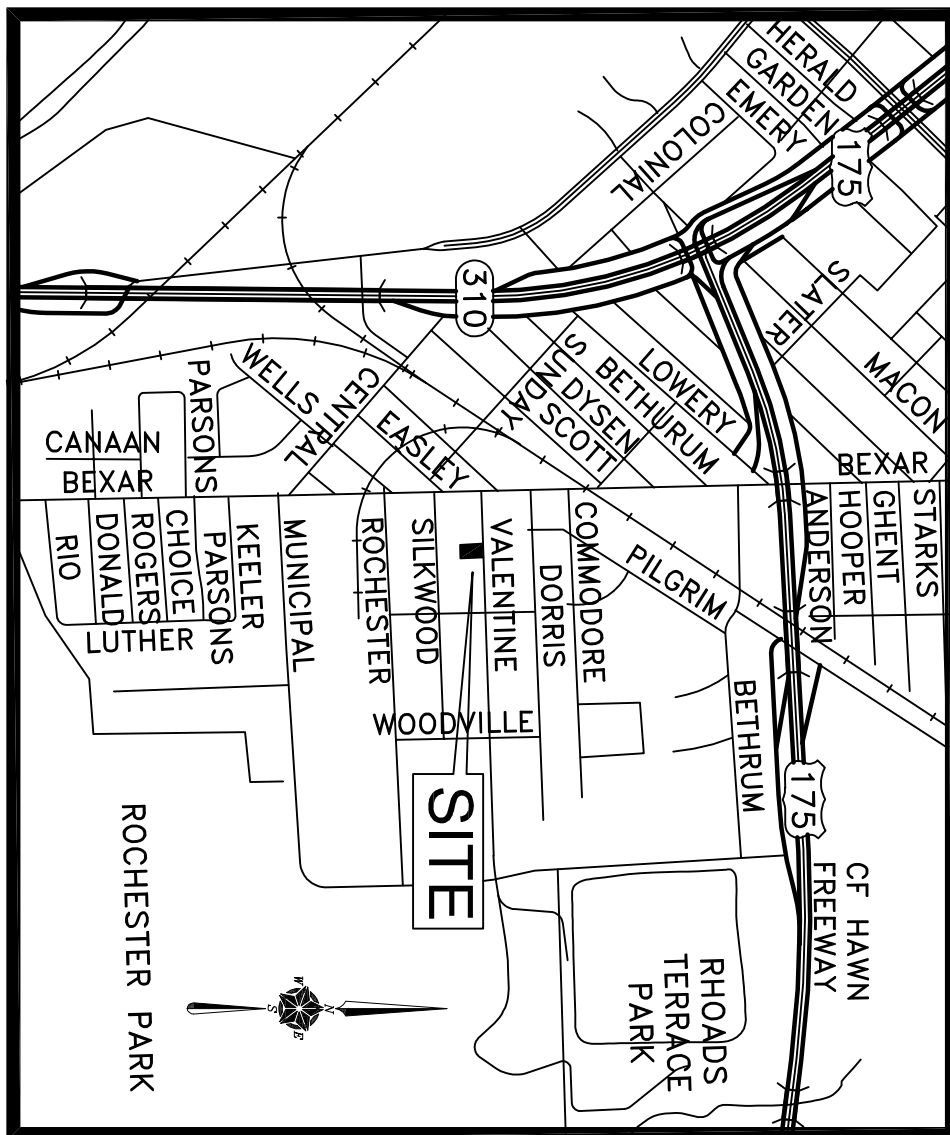 HERALD
GARDEN
EMERY
COLONIAL
175
310
SLATER
MACON
LOWERY
BETHURUM
S UNDYSEN
SCOTT
SUNDAY
WELLS
CENTRAL
EASLEY
PARSONS
CANAAN
BEXAR
BEXAR
STARKS
GHENT
HOOPER
ANDERSON
PILGRIM
COMMODORE
DORRIS
VALENTINE
SILKWOOD
ROCHESTER
MUNICIPAL
KEELER
PARSONS
CHOICE
ROGERS
DONALD
RIO
LUTHER
WOODVILLE
BETHRUM
175
SITE
CF HAWN
FREEWAY
RHOADS
TERRACE
PARK
ROCHESTER PARK
W
N
S
E